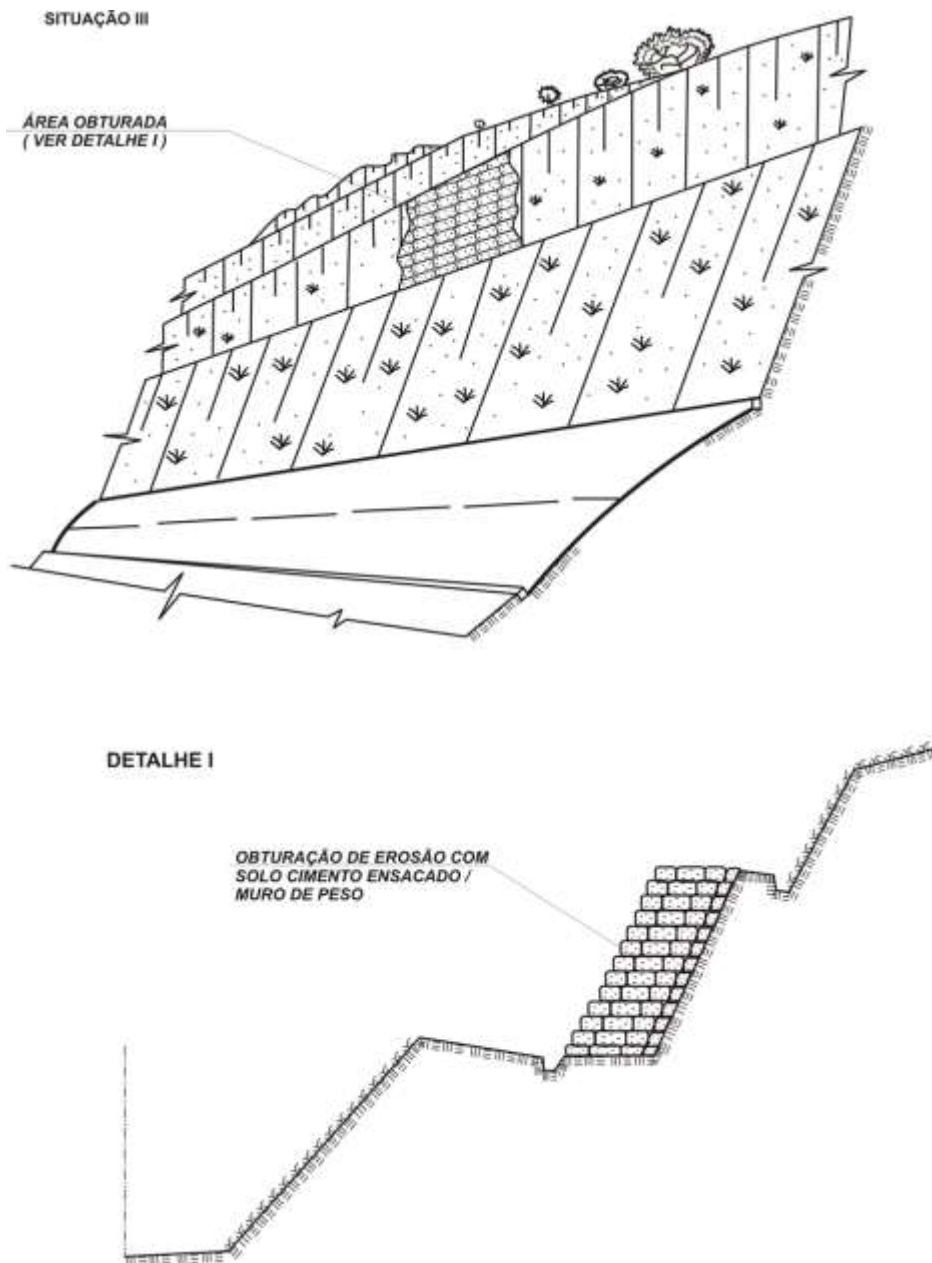 SITUAÇÃO III
ÁREA OBTURADA
( VER DETALHE I )
DETALHE I
OBTURAÇÃO DE EROSÃO COM
SOLO CIMENTO ENSACADO /
MURO DE PESO